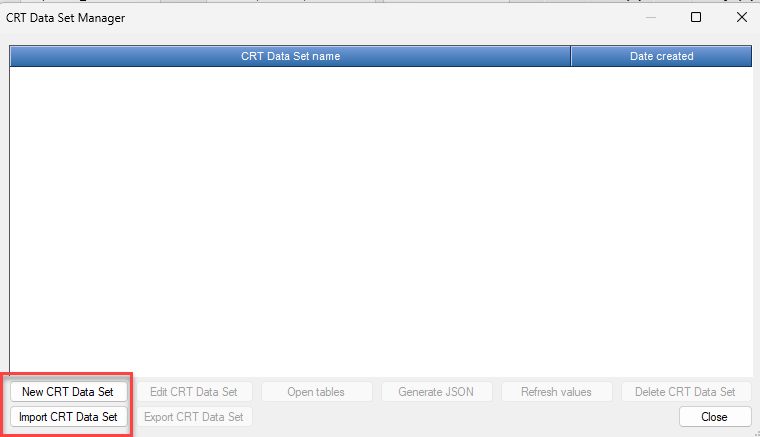 CRT Data Set Manager
CRT Data Set name Date created
New CRT Data Set Edit CRT Data Set Open tables Generate JSON Refresh values Delete CRT Data Set
Import CRT Data Set Export CRT Data Set Close